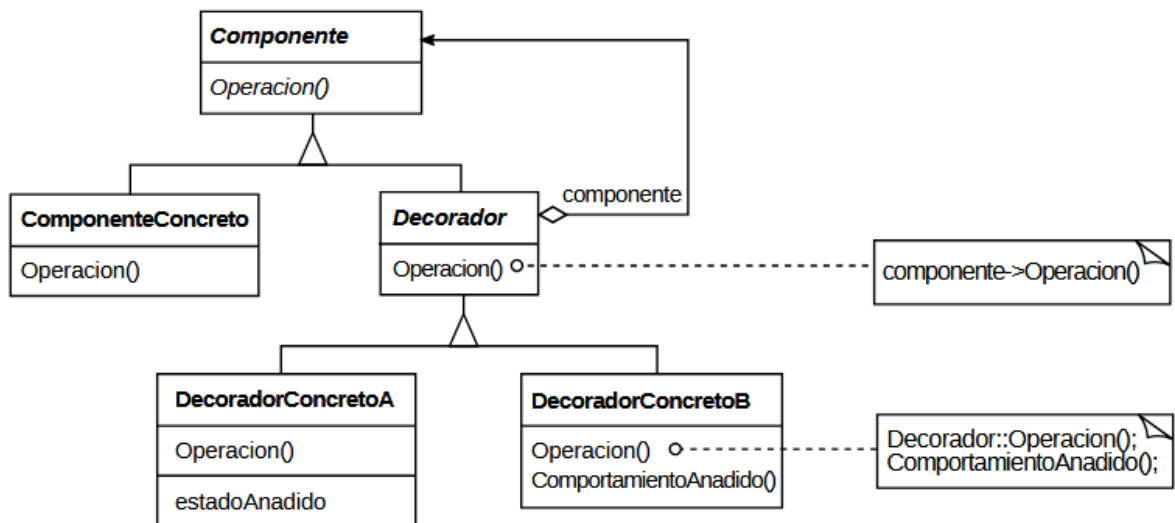 Componente
Operacion()
componente
ComponenteConcreto
Operacion()
Decorador
Operacion()
componente->Operacion()
DecoradorConcretoA
Operacion()
estadoAnadido
DecoradorConcretoB
Operacion()
ComportamientoAnadido()
Decorador::Operacion();
ComportamientoAnadido();